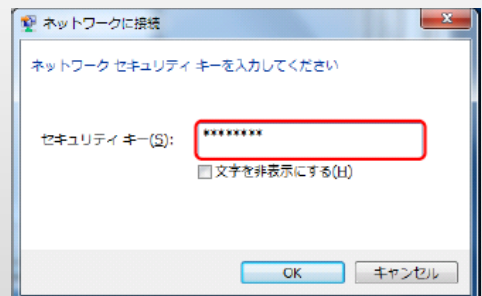 ネットワークに接続
ネットワーク セキュリティ キーを入力してください
セキュリティ キー(S): ********
文字を非表示にする(H)
OK キャンセル